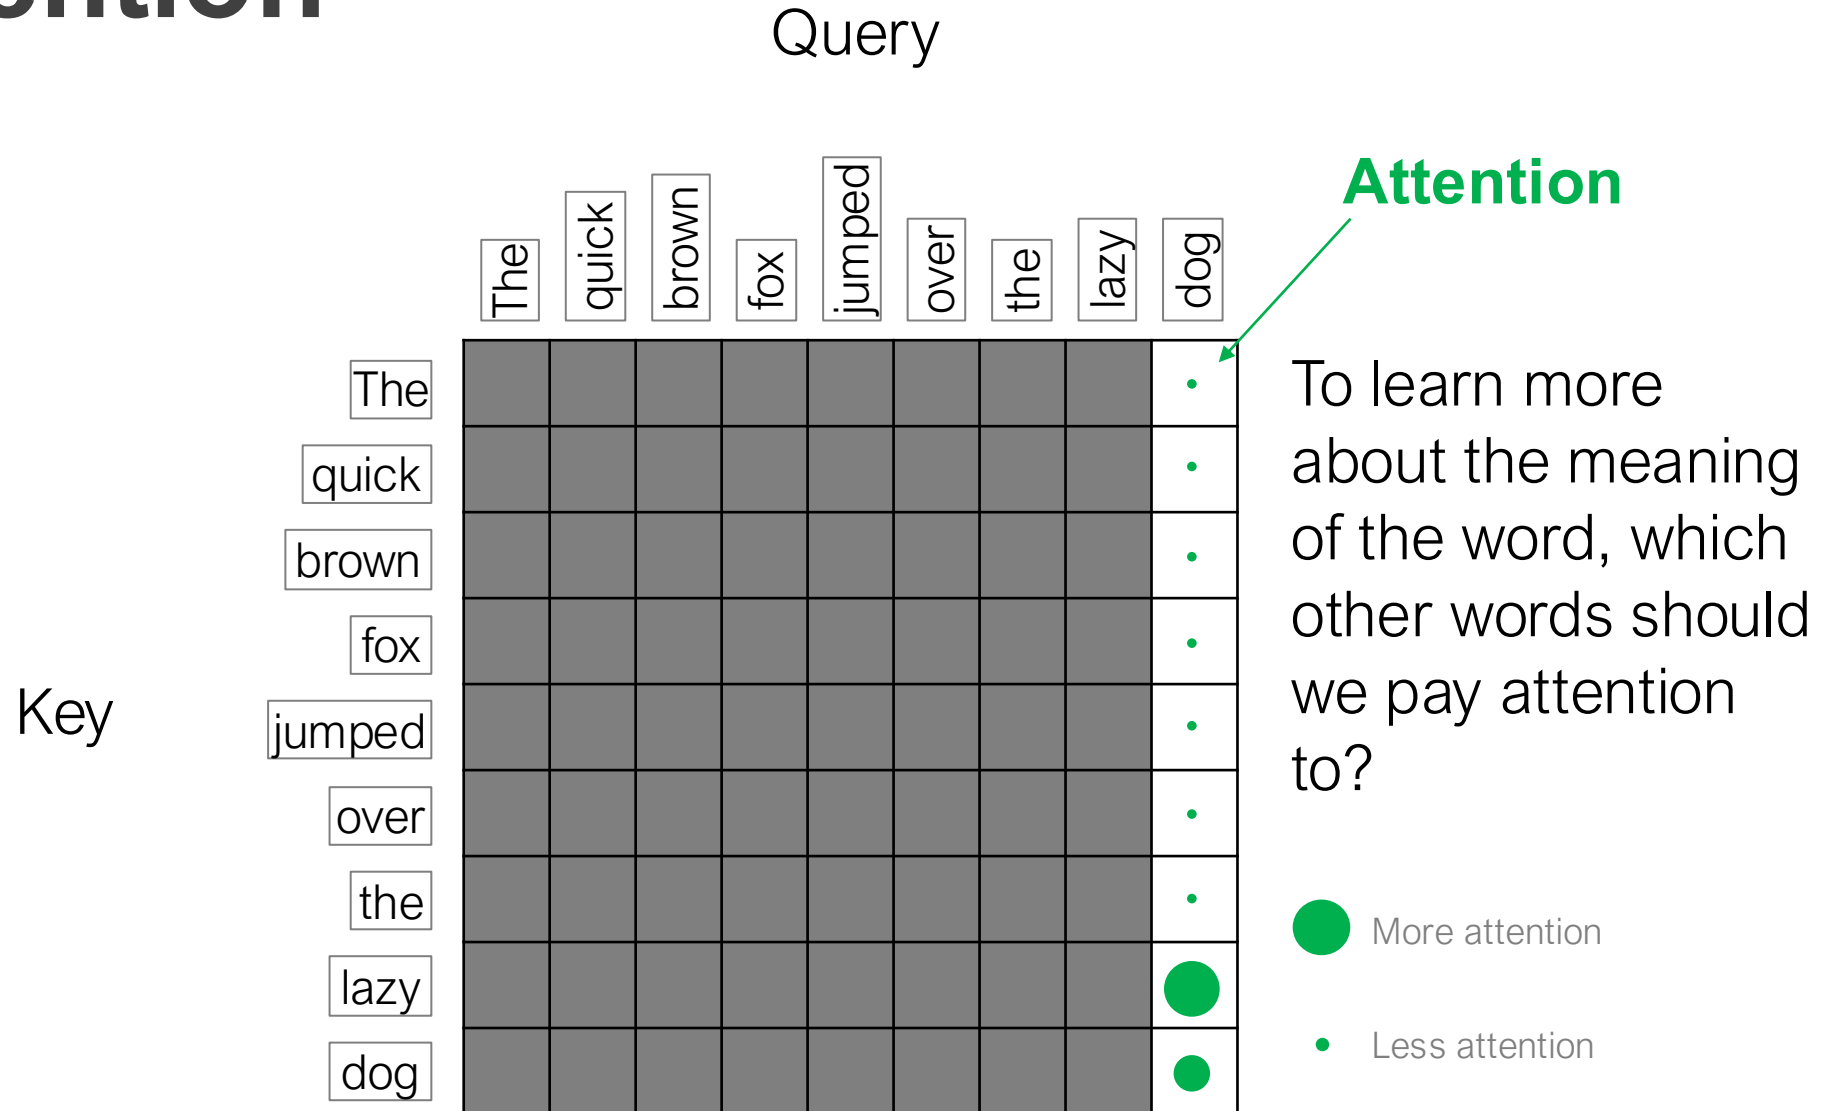 Query
The
quick
brown
fox
jumped
over
the
lazy
dog
Attention
The
quick
brown
fox
jumped
over
the
lazy
dog
Key
To learn more
about the meaning
of the word, which
other words should
we pay attention
to?
More attention
Less attention